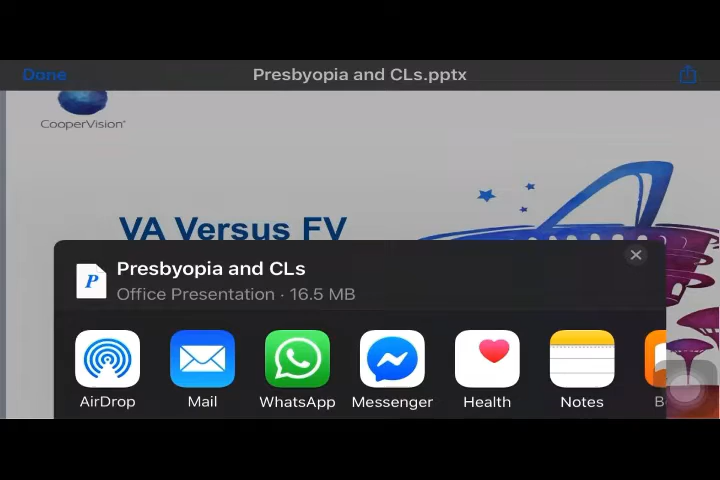 Done
Presbyopia and CLs.pptx
CooperVision®
VA Versus FV
Presbyopia and CLs
Office Presentation · 16.5 MB
P
AirDrop
Mail
WhatsApp
Messenger
Health
Notes